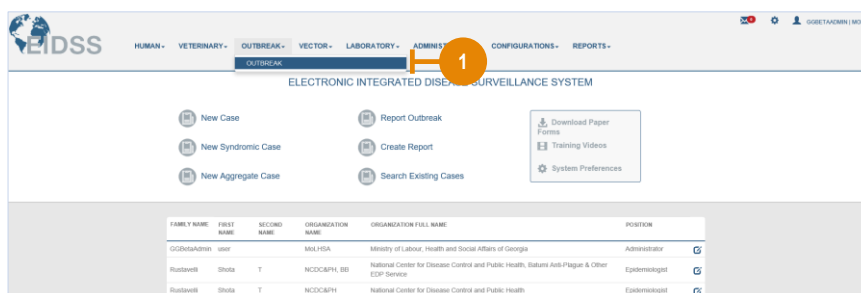 GGBETAADMIN | MO
EIDSS
HUMAN VETERINARY OUTBREAK VECTOR LABORATORY CONFIGURATIONS REPORTS
OUTBREAK
1
ELECTRONIC INTEGRATED SURVEILLANCE SYSTEM
New Case
Report Outbreak
Download Paper
Forms
New Syndromic Case
Create Report
Training Videos
New Aggregate Case
Search Existing Cases
System Preferences
FAMILY NAME FIRST SECOND ORGANIZATION ORGANIZATION FULL NAME POSITION
NAME NAME NAME
GGBetaAdmin user MoLHSA Ministry of Labour, Health and Social Affairs of Georgia Administrator
Rustaveli Shota T NCDC&PH, BB National Center for Disease Control and Public Health, Batumi Anti-Plague & Other
EDP Service Epidemiologist
Rustaveli Shota T NCDC&PH National Center for Disease Control and Public Health Epidemiologist